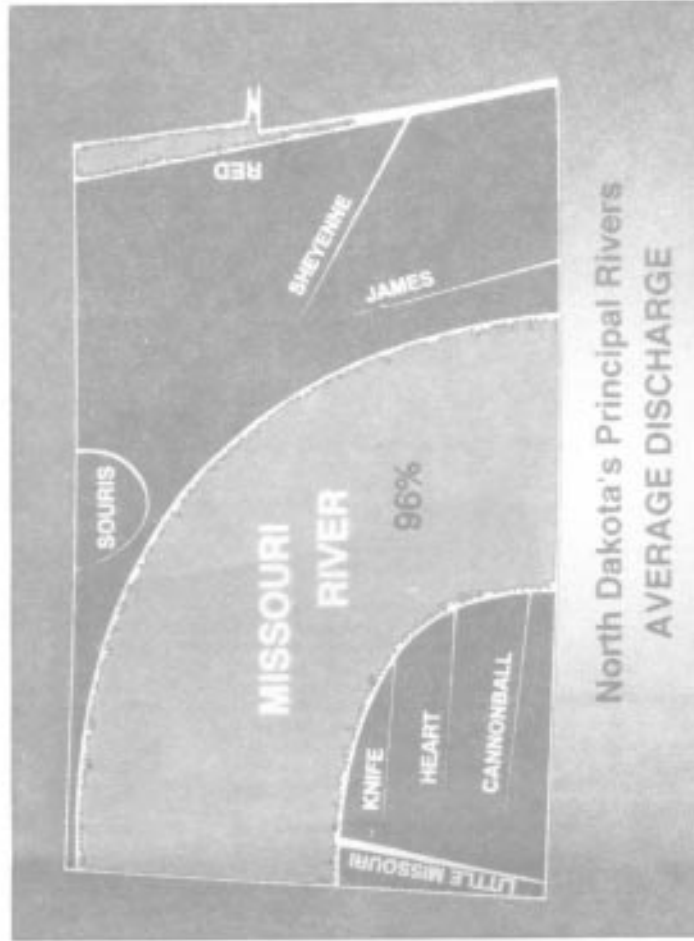 SOURIS
RED
N
SHEYENNE
JAMES
MISSOURI
RIVER
96%
KNIFE
HEART
CANNONBALL
LITTLE MISSOURI
North Dakota's Principal Rivers
AVERAGE DISCHARGE